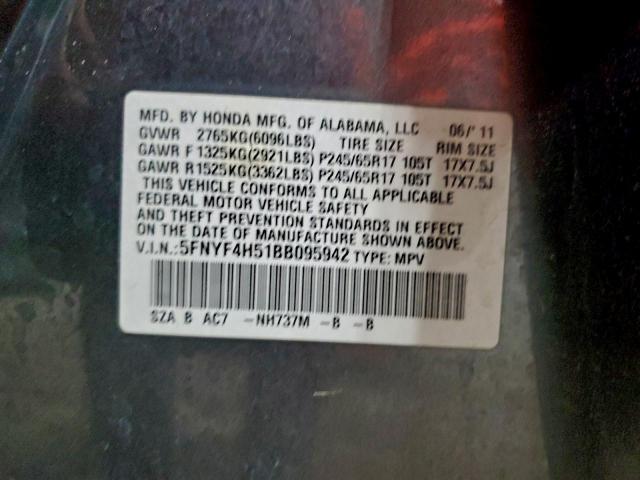 MFD. BY HONDA MFG. OF ALABAMA, LLC 06/'11
GVWR 2765KG(6096LBS) TIRE SIZE RIM SIZE
GAWR F 1325KG(2921LBS) P245/65R17 105T 17X7.5J
GAWR R 1525KG(3362LBS) P245/65R17 105T 17X7.5J
THIS VEHICLE CONFORMS TO ALL APPLICABLE
FEDERAL MOTOR VEHICLE SAFETY
AND THEFT PREVENTION STANDARDS IN EFFECT
ON THE DATE OF MANUFACTURE SHOWN ABOVE.
V.I.N.:5FNYF4H51BB095942 TYPE: MPV
SZA B AC7 -NH737M -B -B